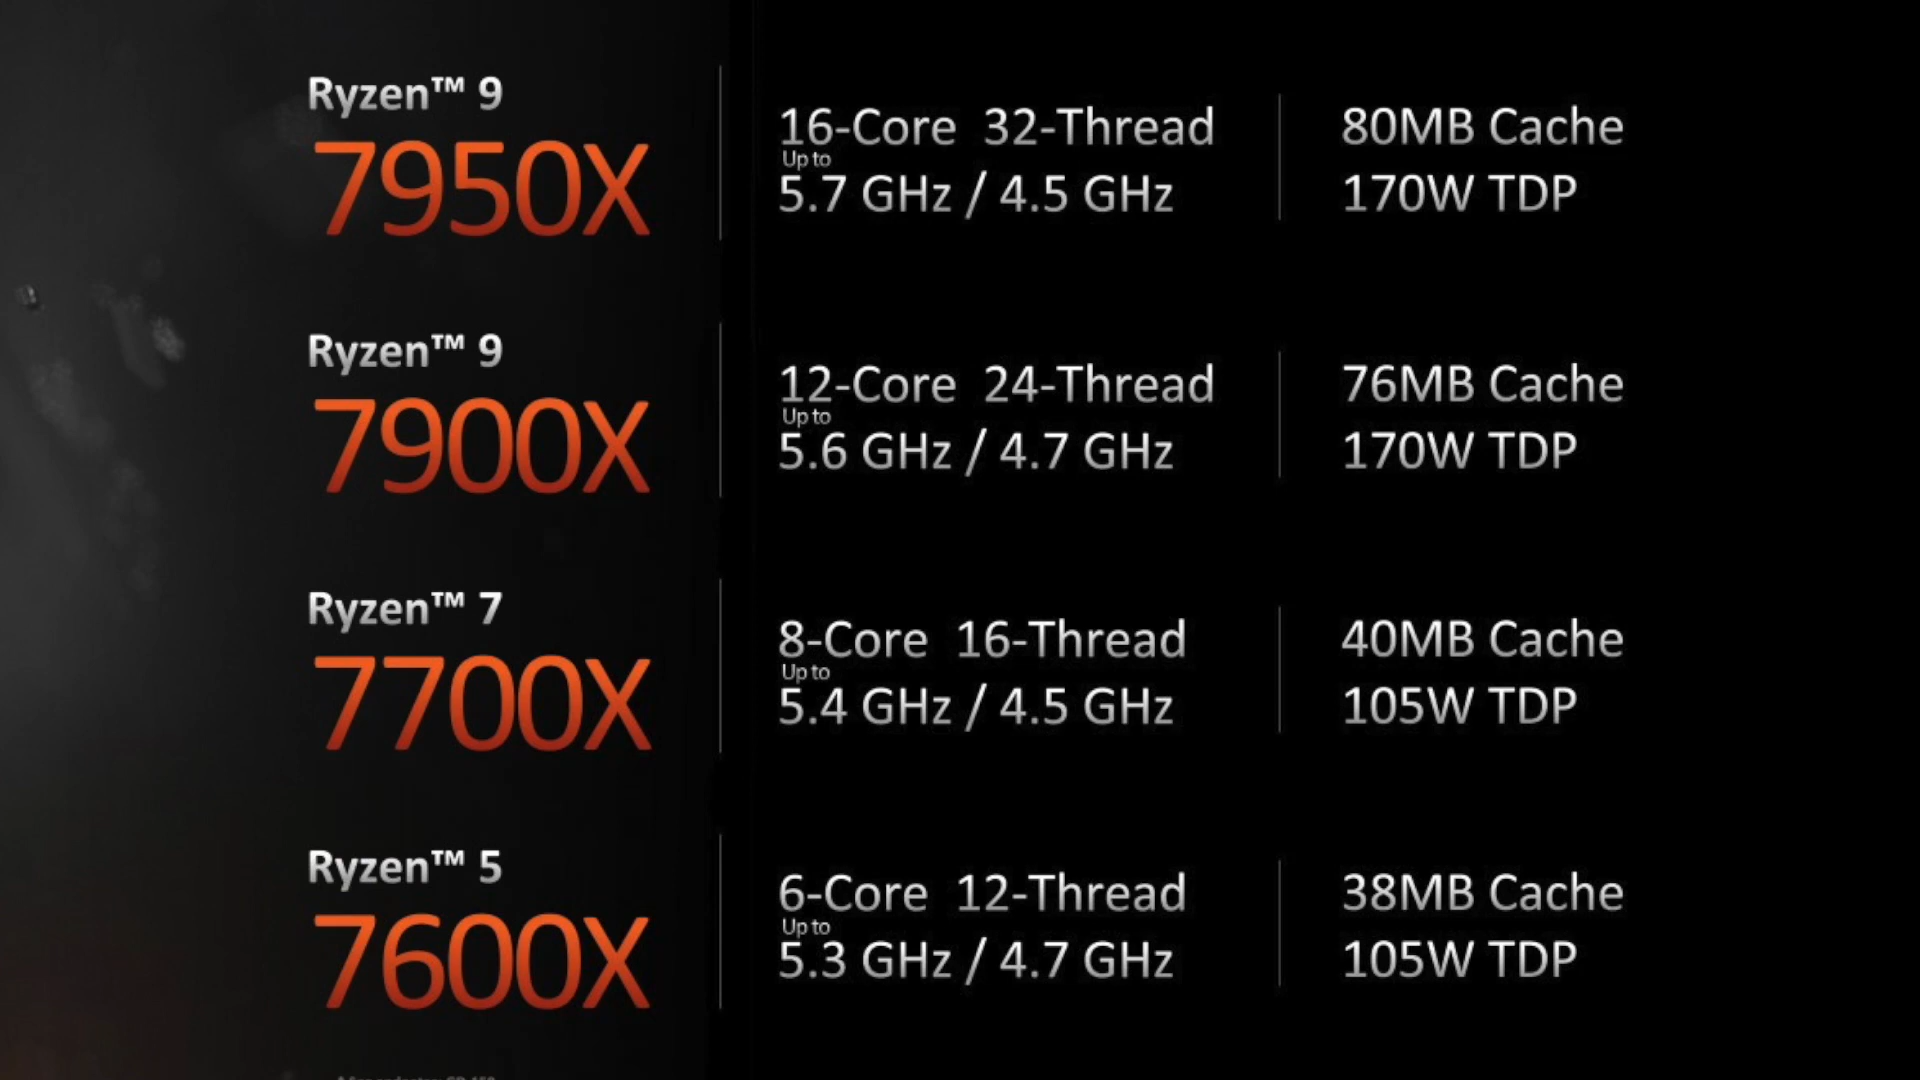 Ryzen™ 9
7950X
16-Core 32-Thread
Up to
5.7 GHz / 4.5 GHz
80MB Cache
170W TDP
Ryzen™ 9
7900X
12-Core 24-Thread
Up to
5.6 GHz / 4.7 GHz
76MB Cache
170W TDP
Ryzen™ 7
7700X
8-Core 16-Thread
Up to
5.4 GHz / 4.5 GHz
40MB Cache
105W TDP
Ryzen™ 5
7600X
6-Core 12-Thread
Up to
5.3 GHz / 4.7 GHz
38MB Cache
105W TDP